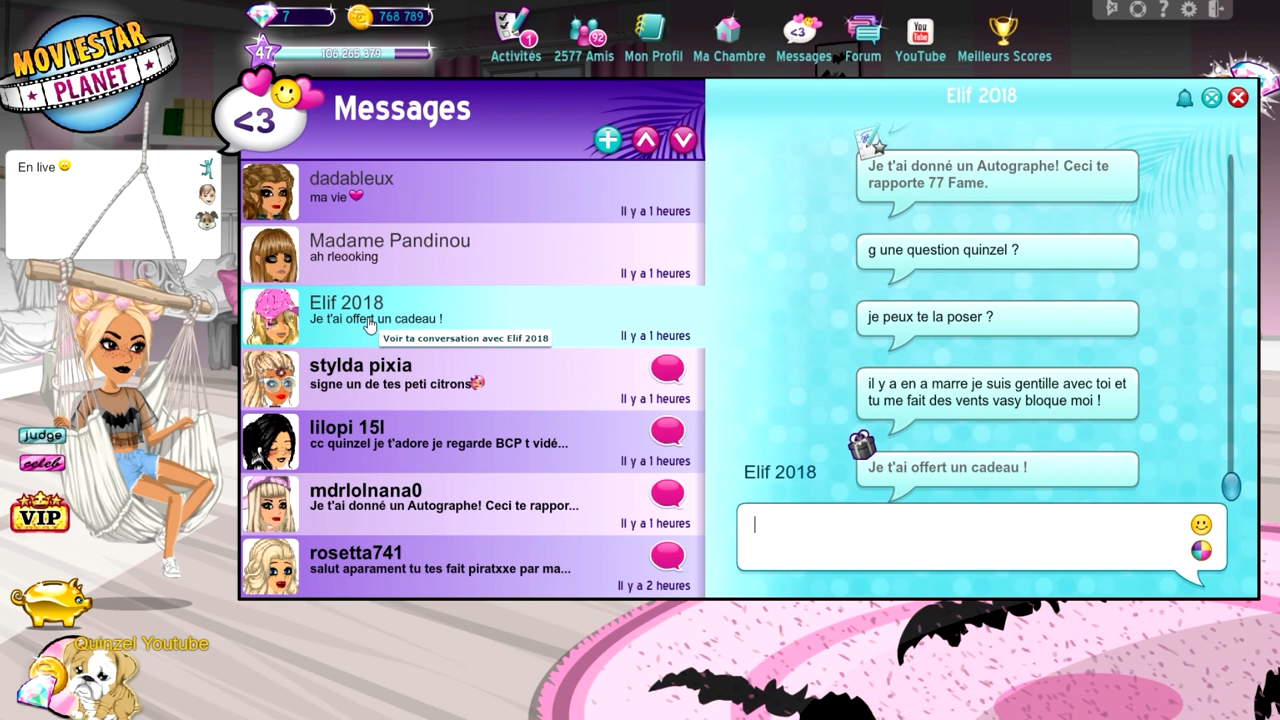 MOVIESTAR
PLANET
7
768 789
47
106 265 379
1
Activités
92
2577 Amis
Mon Profil
Ma Chambre
<3
Messages
Forum
You
Tube
YouTube
Meilleurs Scores
En live
judge
celeb
VIP
Quinzel Youtube
<3
Messages
dadableux
ma vie
Il y a 1 heures
Madame Pandinou
ah rleooking
Il y a 1 heures
Elif 2018
Je t'ai offert un cadeau !
Voir ta conversation avec Elif 2018
Il y a 1 heures
stylda pixia
signe un de tes peti citrons
Il y a 1 heures
lilopi 15l
cc quinzel je t'adore je regarde BCP t vidé...
Il y a 1 heures
mdrlolnana0
Je t'ai donné un Autographe! Ceci te rappor...
Il y a 1 heures
rosetta741
salut aparament tu tes fait piratxxe par ma...
Il y a 2 heures
Elif 2018
Je t'ai donné un Autographe! Ceci te
rapporte 77 Fame.
g une question quinzel ?
je peux te la poser ?
il y a en a marre je suis gentille avec toi et
tu me fait des vents vasy bloque moi !
Elif 2018
Je t'ai offert un cadeau !